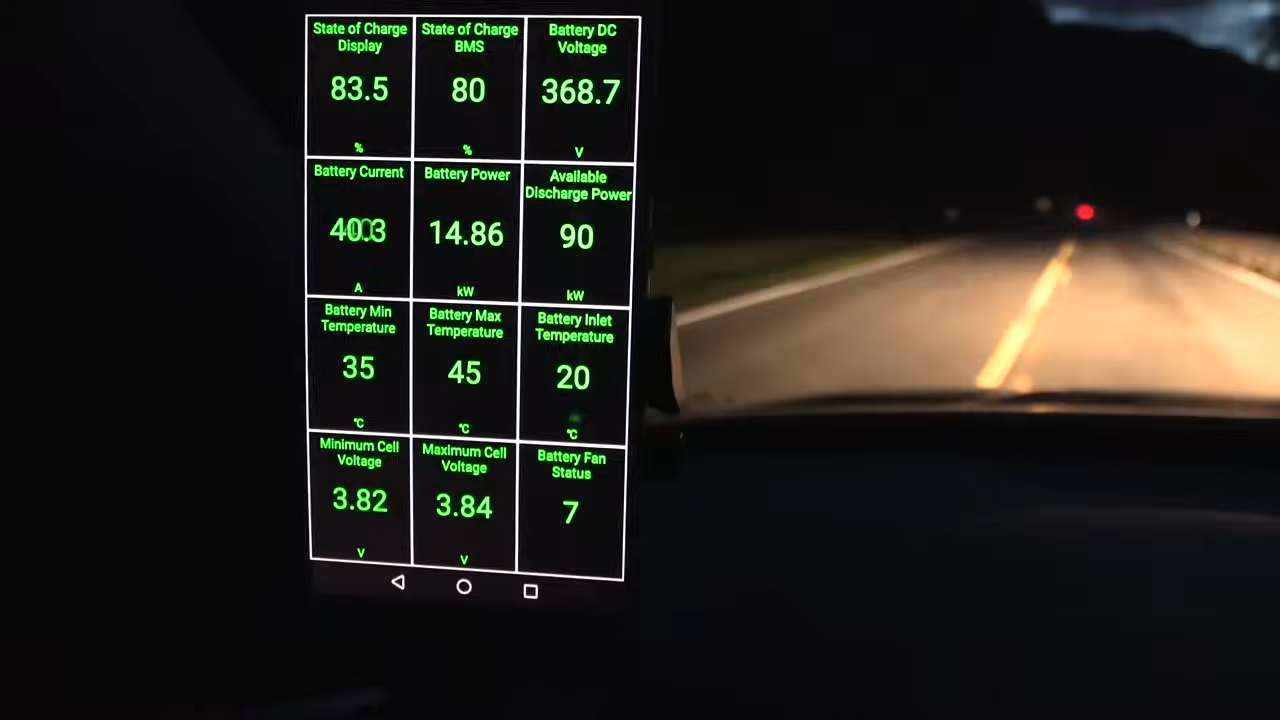 State of Charge
Display
83.5
%
State of Charge
BMS
80
%
Battery DC
Voltage
368.7
V
Battery Current
40.3
A
Battery Power
14.86
kW
Available
Discharge Power
90
kW
Battery Min
Temperature
35
°C
Battery Max
Temperature
45
°C
Battery Inlet
Temperature
20
°C
Minimum Cell
Voltage
3.82
V
Maximum Cell
Voltage
3.84
V
Battery Fan
Status
7